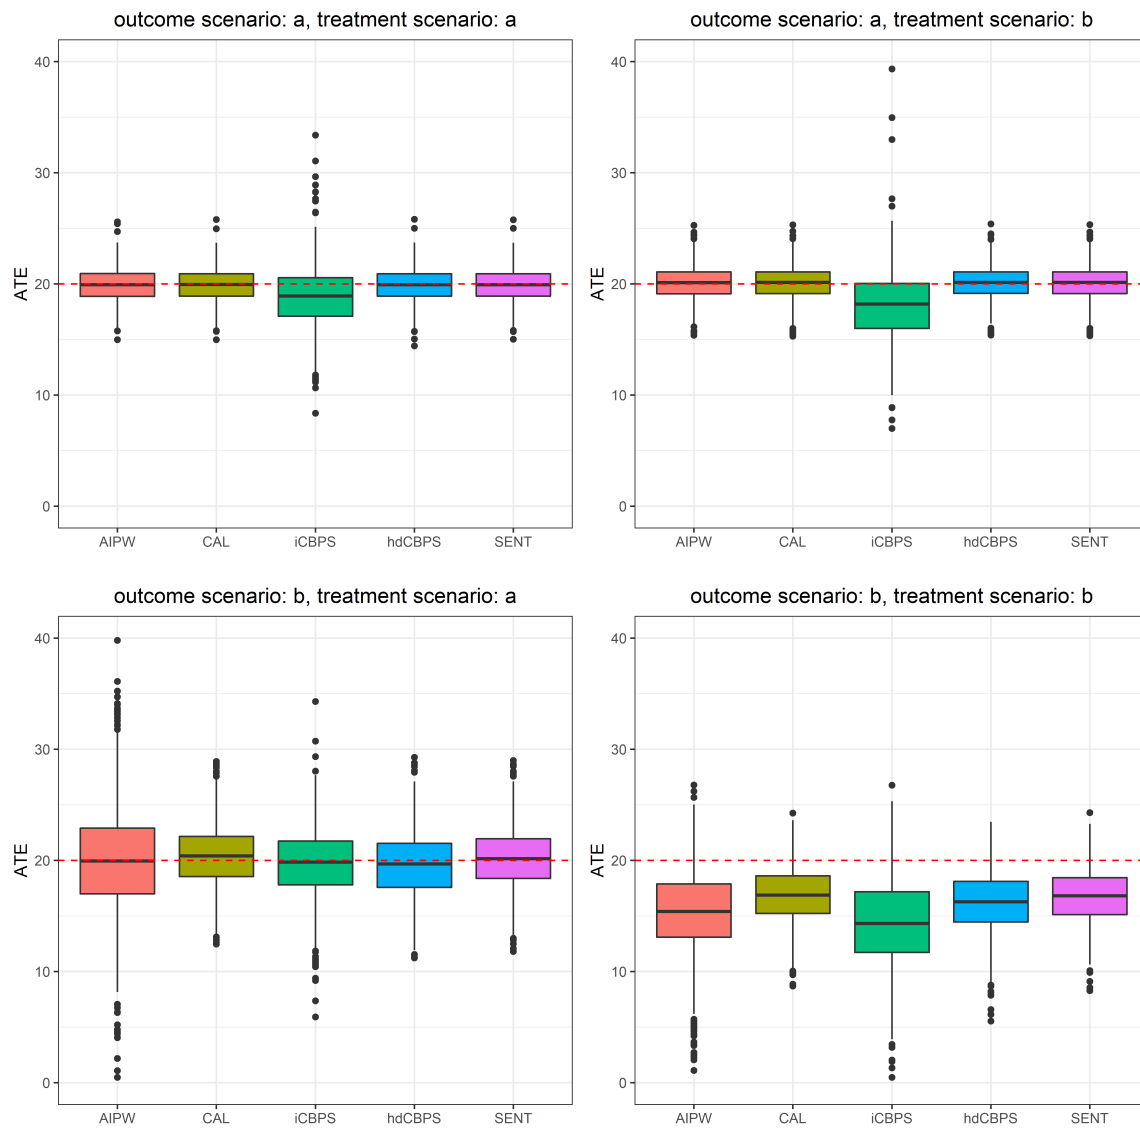 outcome scenario: a, treatment scenario: a
40
30
20
10
0
ATE
AIPW CAL iCBPS hdCBPS SENT
outcome scenario: a, treatment scenario: b
40
30
20
10
0
ATE
AIPW CAL iCBPS hdCBPS SENT
outcome scenario: b, treatment scenario: a
40
30
20
10
0
ATE
AIPW CAL iCBPS hdCBPS SENT
outcome scenario: b, treatment scenario: b
40
30
20
10
0
ATE
AIPW CAL iCBPS hdCBPS SENT